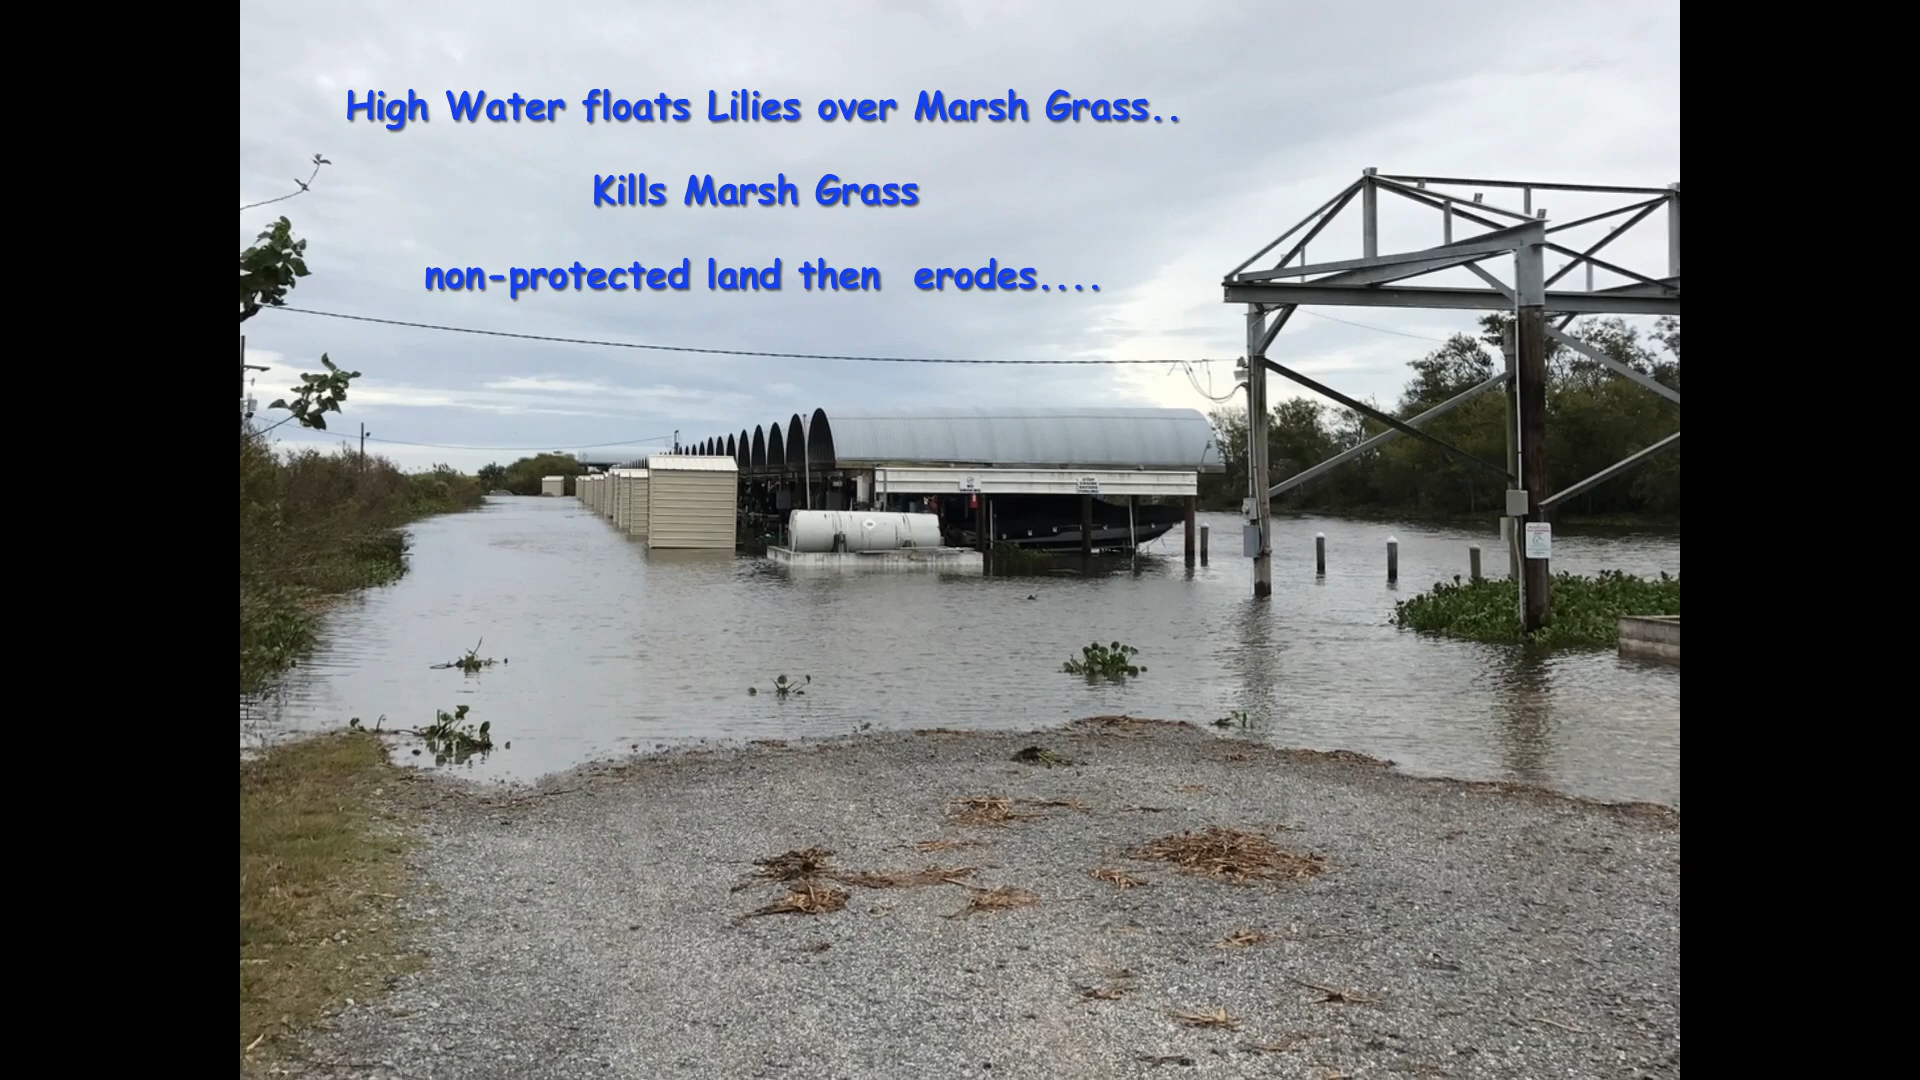 High Water floats Lilies over Marsh Grass..
Kills Marsh Grass
non-protected land then  erodes....